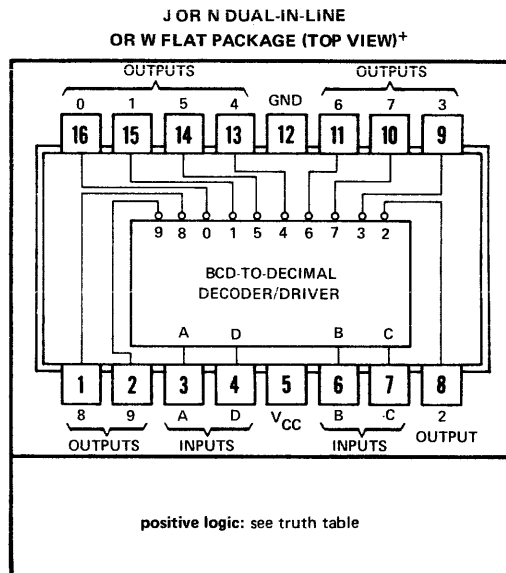 J OR N DUAL-IN-LINE
OR W FLAT PACKAGE (TOP VIEW)+
OUTPUTS OUTPUTS
0 1 5 4 GND 6 7 3
16 15 14 13 12 11 10 9
9 8 0 1 5 4 6 7 3 2
BCD-TO-DECIMAL
DECODER/DRIVER
A D B C
1 2 3 4 5 6 7 8
8 9 A D VCC B C 2
OUTPUTS INPUTS INPUTS OUTPUT
positive logic: see truth table